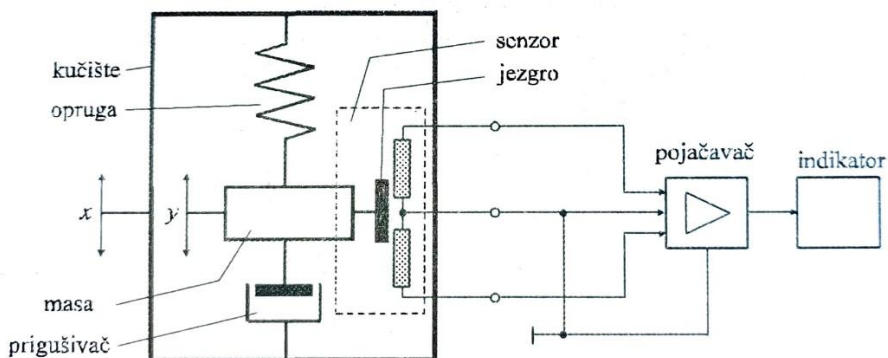 senzor
jezgro
kučište
opruga
pojačavač
indikator
x
y
masa
prigušivač